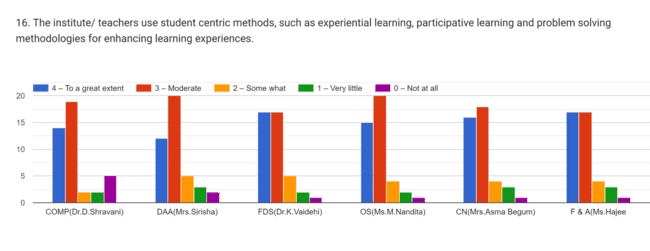 16. The institute/ teachers use student centric methods, such as experiential learning, participative learning and problem solving
methodologies for enhancing learning experiences.
4 – To a great extent 3 – Moderate 2 – Some what 1 – Very little 0 – Not at all
20
15
10
5
0
COMP(Dr.D.Shravani) DAA(Mrs.Sirisha) FDS(Dr.K.Vaidehi) OS(Ms.M.Nandita) CN(Mrs.Asma Begum) F & A(Ms.Hajee